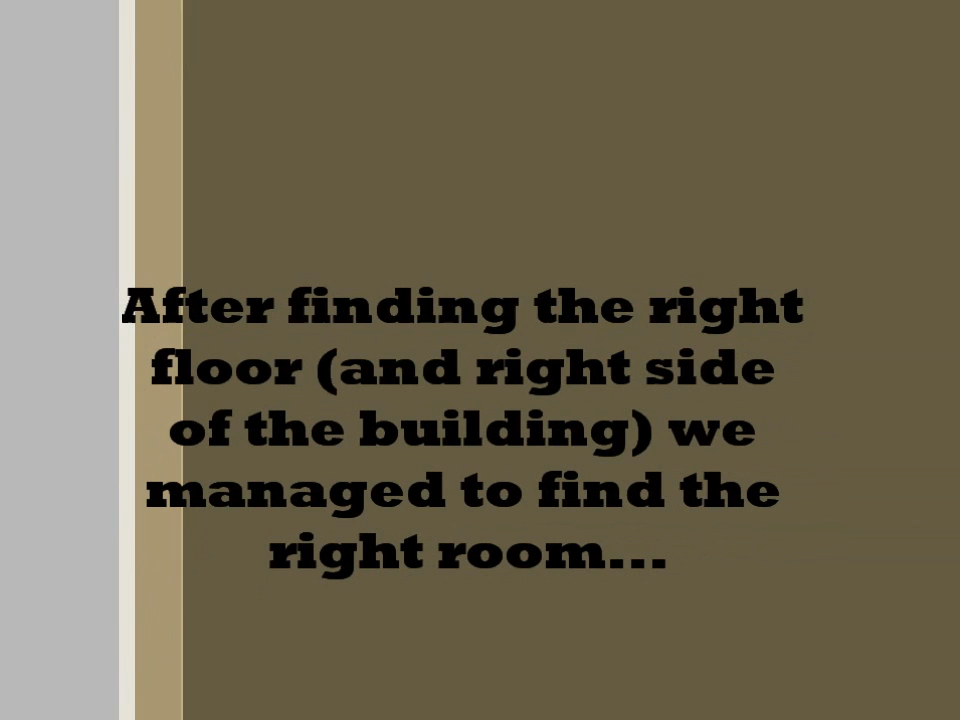 After finding the right
floor (and right side
of the building) we
managed to find the
right room...